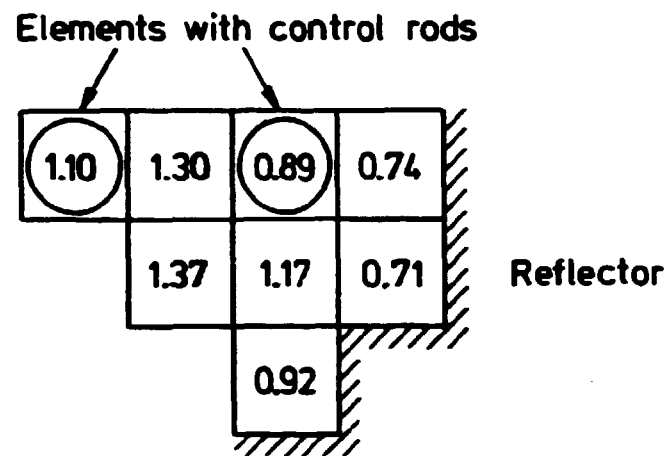 Elements with control rods
1.10 1.30 0.89 0.74
1.37 1.17 0.71 Reflector
0.92